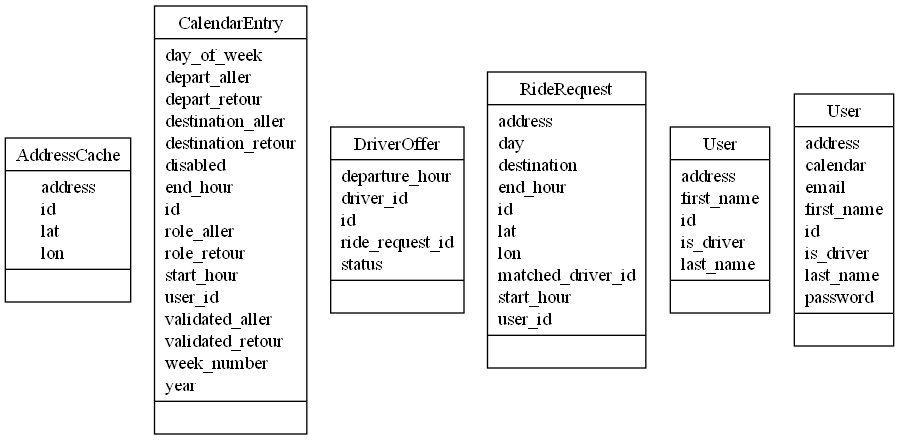 AddressCache
address
id
lat
lon
CalendarEntry
day_of_week
depart_aller
depart_retour
destination_aller
destination_retour
disabled
end_hour
id
role_aller
role_retour
start_hour
user_id
validated_aller
validated_retour
week_number
year
DriverOffer
departure_hour
driver_id
id
ride_request_id
status
RideRequest
address
day
destination
end_hour
id
lat
lon
matched_driver_id
start_hour
user_id
User
address
first_name
id
is_driver
last_name
User
address
calendar
email
first_name
id
is_driver
last_name
password